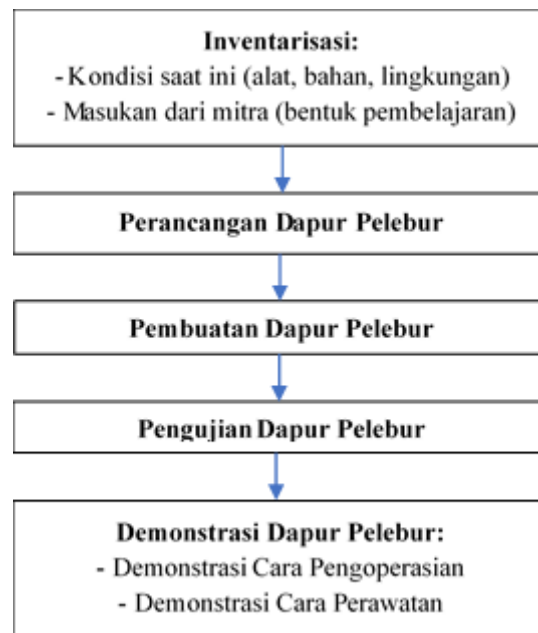 Inventarisasi:
- Kondisi saat ini (alat, bahan, lingkungan)
- Masukan dari mitra (bentuk pembelajaran)
Perancangan Dapur Pelebur
Pembuatan Dapur Pelebur
Pengujian Dapur Pelebur
Demonstrasi Dapur Pelebur:
- Demonstrasi Cara Pengoperasian
- Demonstrasi Cara Perawatan